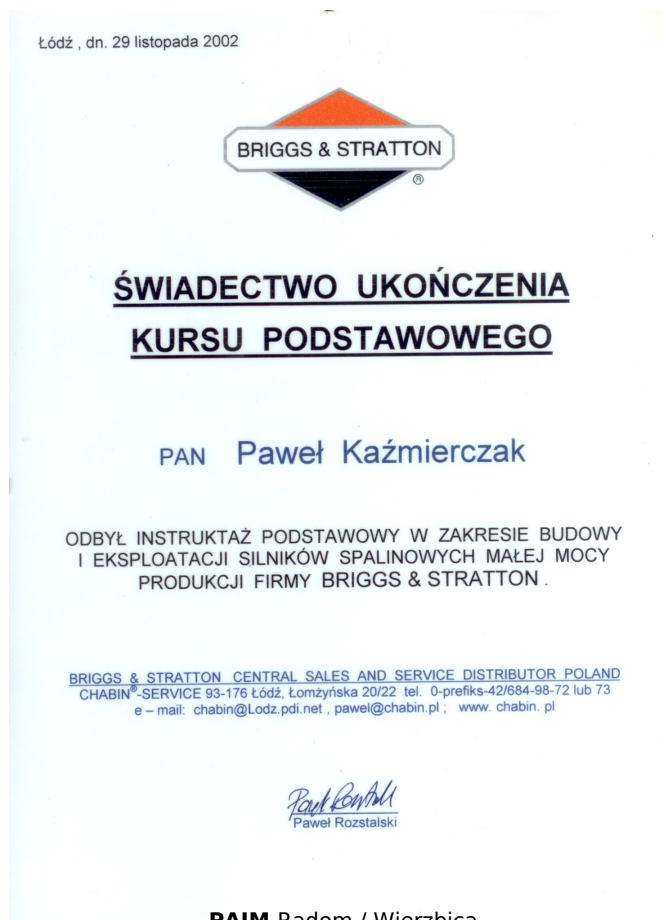 Łódź , dn. 29 listopada 2002
BRIGGS & STRATTON
®
ŚWIADECTWO UKOŃCZENIA
KURSU PODSTAWOWEGO
PAN Paweł Kaźmierczak
ODBYŁ INSTRUKTAŻ PODSTAWOWY W ZAKRESIE BUDOWY
I EKSPLOATACJI SILNIKÓW SPALINOWYCH MAŁEJ MOCY
PRODUKCJI FIRMY BRIGGS & STRATTON .
BRIGGS & STRATTON CENTRAL SALES AND SERVICE DISTRIBUTOR POLAND
CHABIN®-SERVICE 93-176 Łódź, Łomżyńska 20/22 tel. 0-prefiks-42/684-98-72 lub 73
e – mail: chabin@Lodz.pdi.net , pawel@chabin.pl ; www. chabin. pl
Paweł Rozstalski
PAIM Radom / Wierzbica